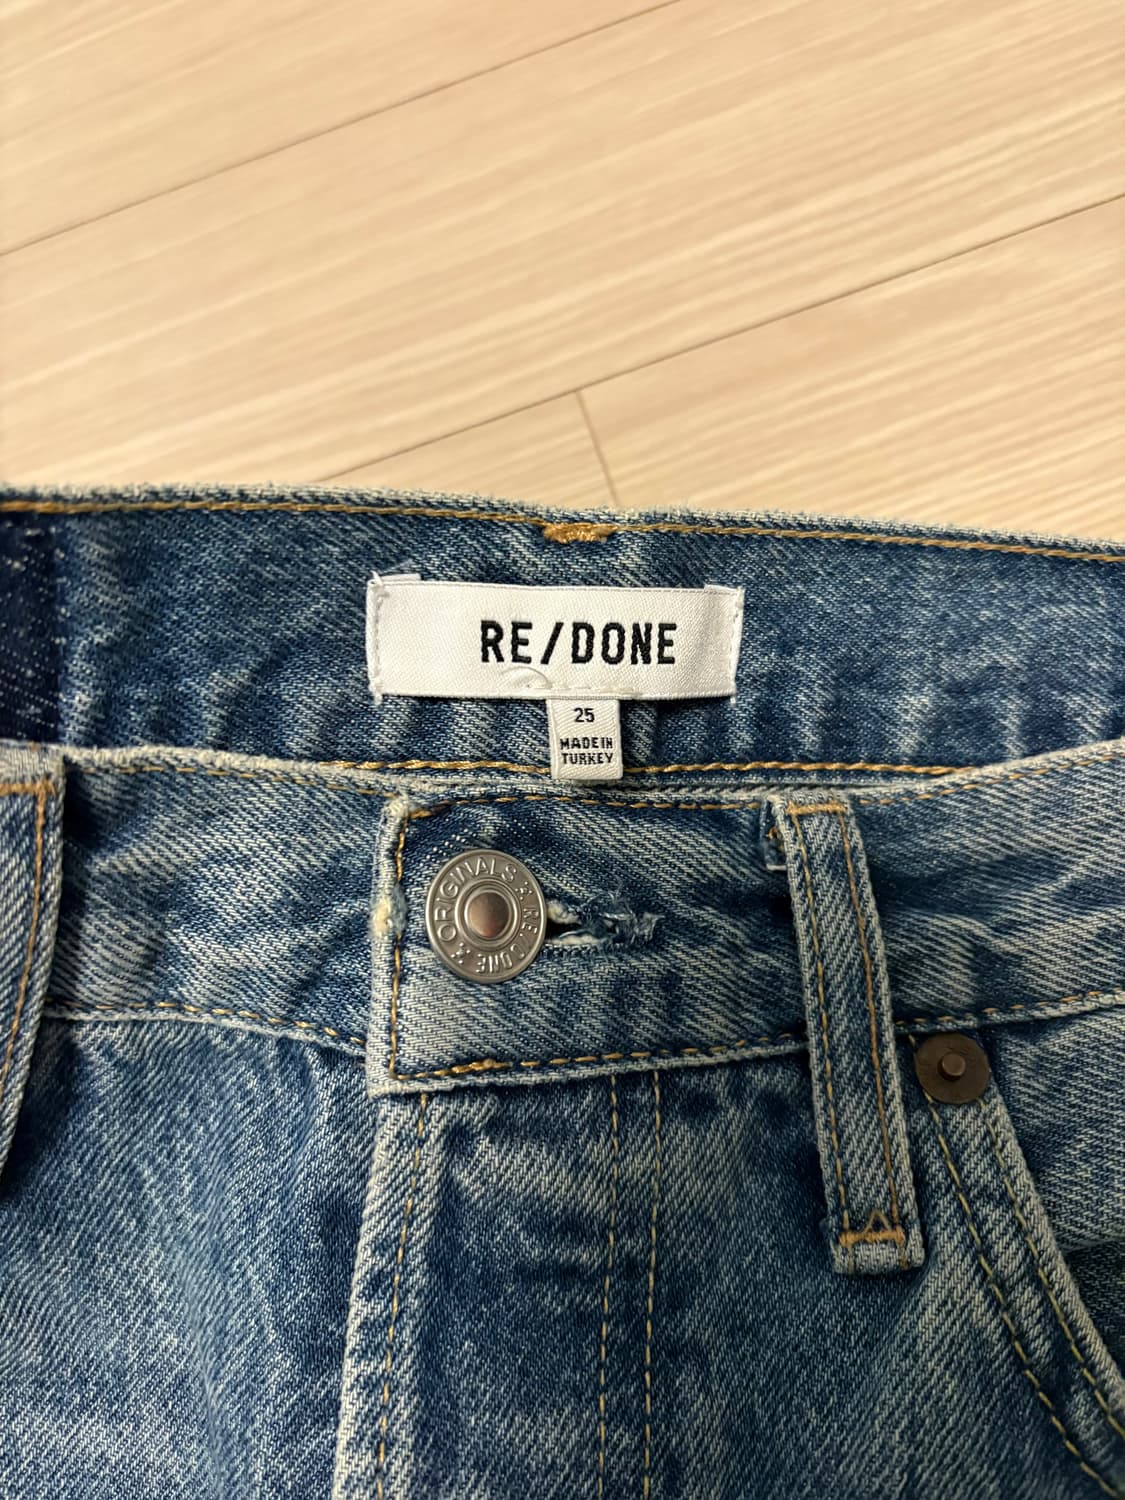 RE/DONE
25
MADE IN
TURKEY
ORIGINALS & RE/DONE &